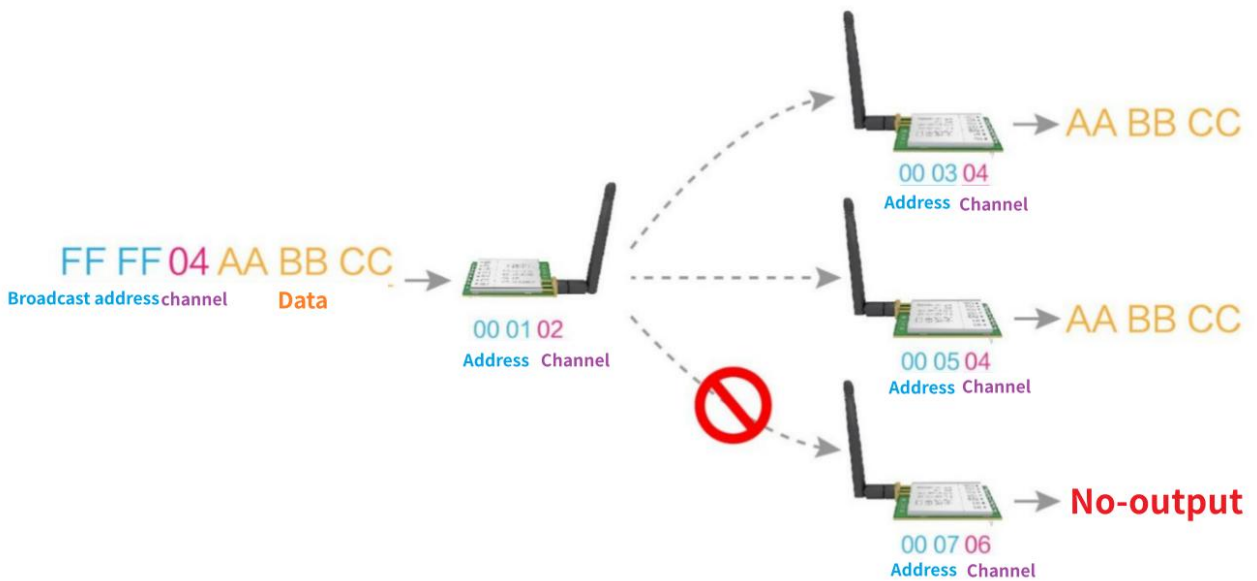 FF FF 04 AA BB CC
Broadcast address channel Data
00 01 02
Address Channel
AA BB CC
00 03 04
Address Channel
AA BB CC
00 05 04
Address Channel
No-output
00 07 06
Address Channel